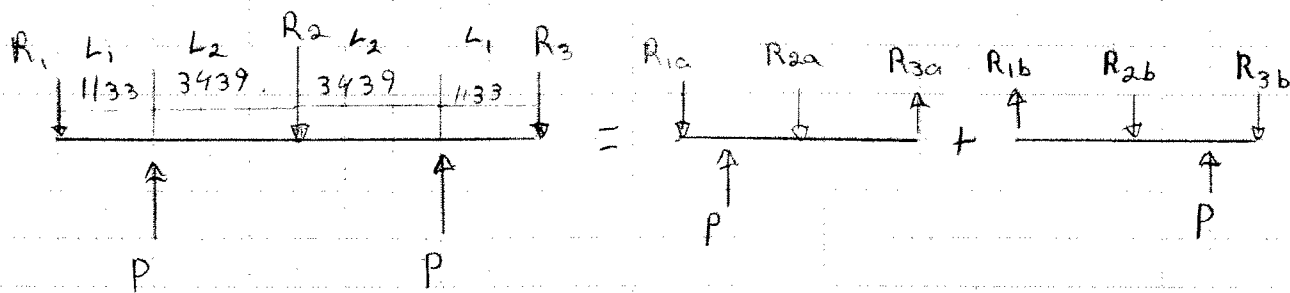 R1 L1 L2 R2 L2 L1 R3 R1a R2a R3a R1b R2b R3b
1133 3439 3439 1133
= +
P P P P